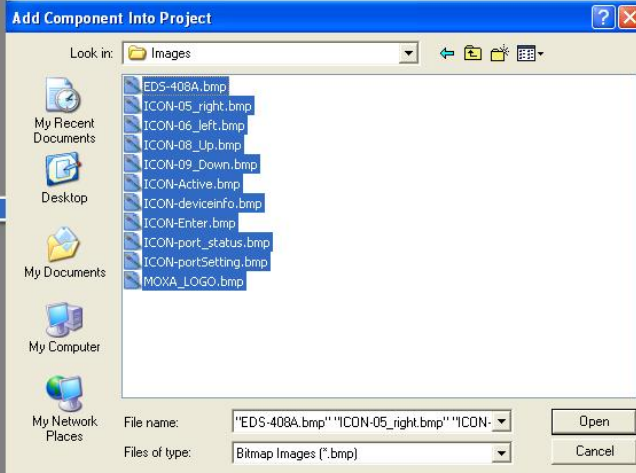 Add Component Into Project
Look in:
Images
My Recent
Documents
Desktop
My Documents
My Computer
My Network
Places
EDS-408A.bmp
ICON-05_right.bmp
ICON-06_left.bmp
ICON-08_Up.bmp
ICON-09_Down.bmp
ICON-Active.bmp
ICON-deviceinfo.bmp
ICON-Enter.bmp
ICON-port_status.bmp
ICON-portSetting.bmp
MOXA_LOGO.bmp
File name:
"EDS-408A.bmp" "ICON-05_right.bmp" "ICON-
Open
Files of type:
Bitmap Images (*.bmp)
Cancel